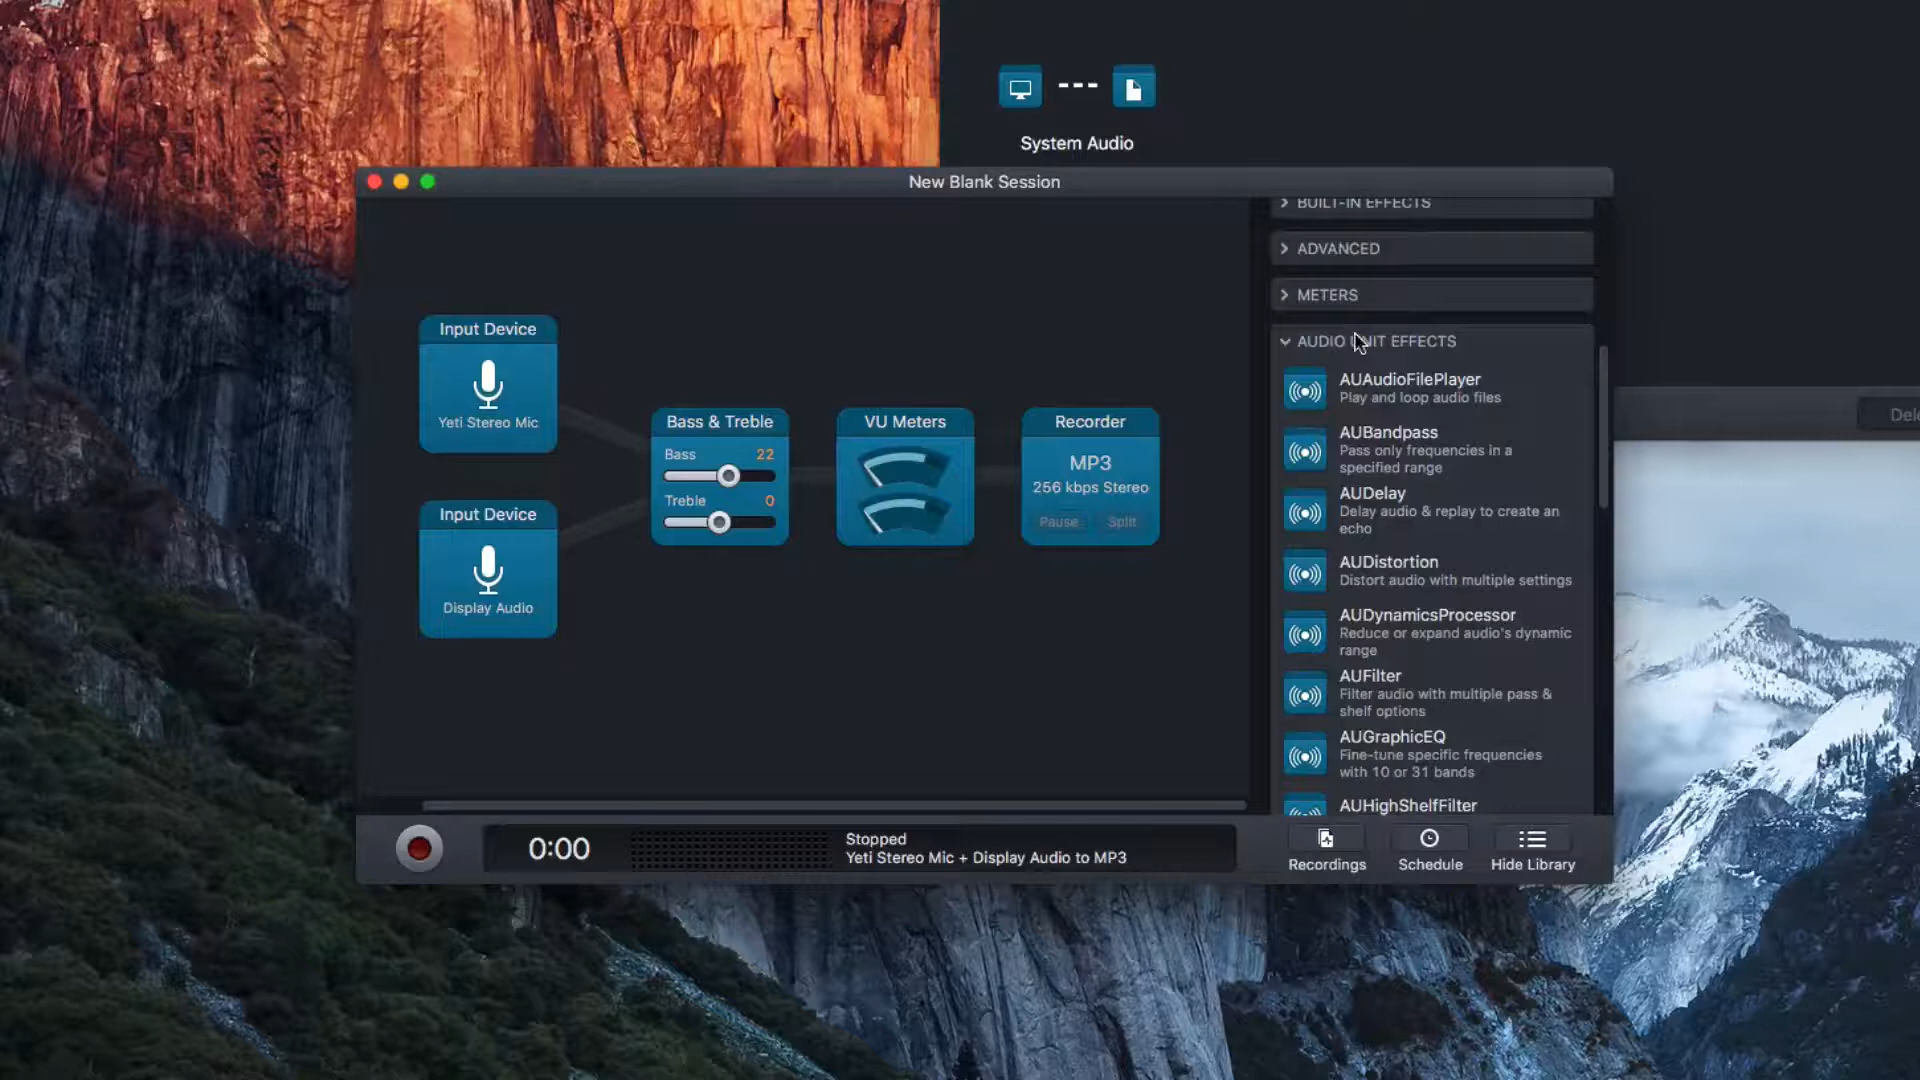 System Audio
New Blank Session
BUILT-IN EFFECTS
ADVANCED
METERS
AUDIO UNIT EFFECTS
AUAudioFilePlayer
Play and loop audio files
AUBandpass
Pass only frequencies in a
specified range
AUDelay
Delay audio & replay to create an
echo
AUDistortion
Distort audio with multiple settings
AUDynamicsProcessor
Reduce or expand audio's dynamic
range
AUFilter
Filter audio with multiple pass &
shelf options
AUGraphicEQ
Fine-tune specific frequencies
with 10 or 31 bands
AUHighShelfFilter
Input Device
Yeti Stereo Mic
Input Device
Display Audio
Bass & Treble
Bass 22
Treble 0
VU Meters
Recorder
MP3
256 kbps Stereo
Pause Split
0:00
Stopped
Yeti Stereo Mic + Display Audio to MP3
Recordings
Schedule
Hide Library